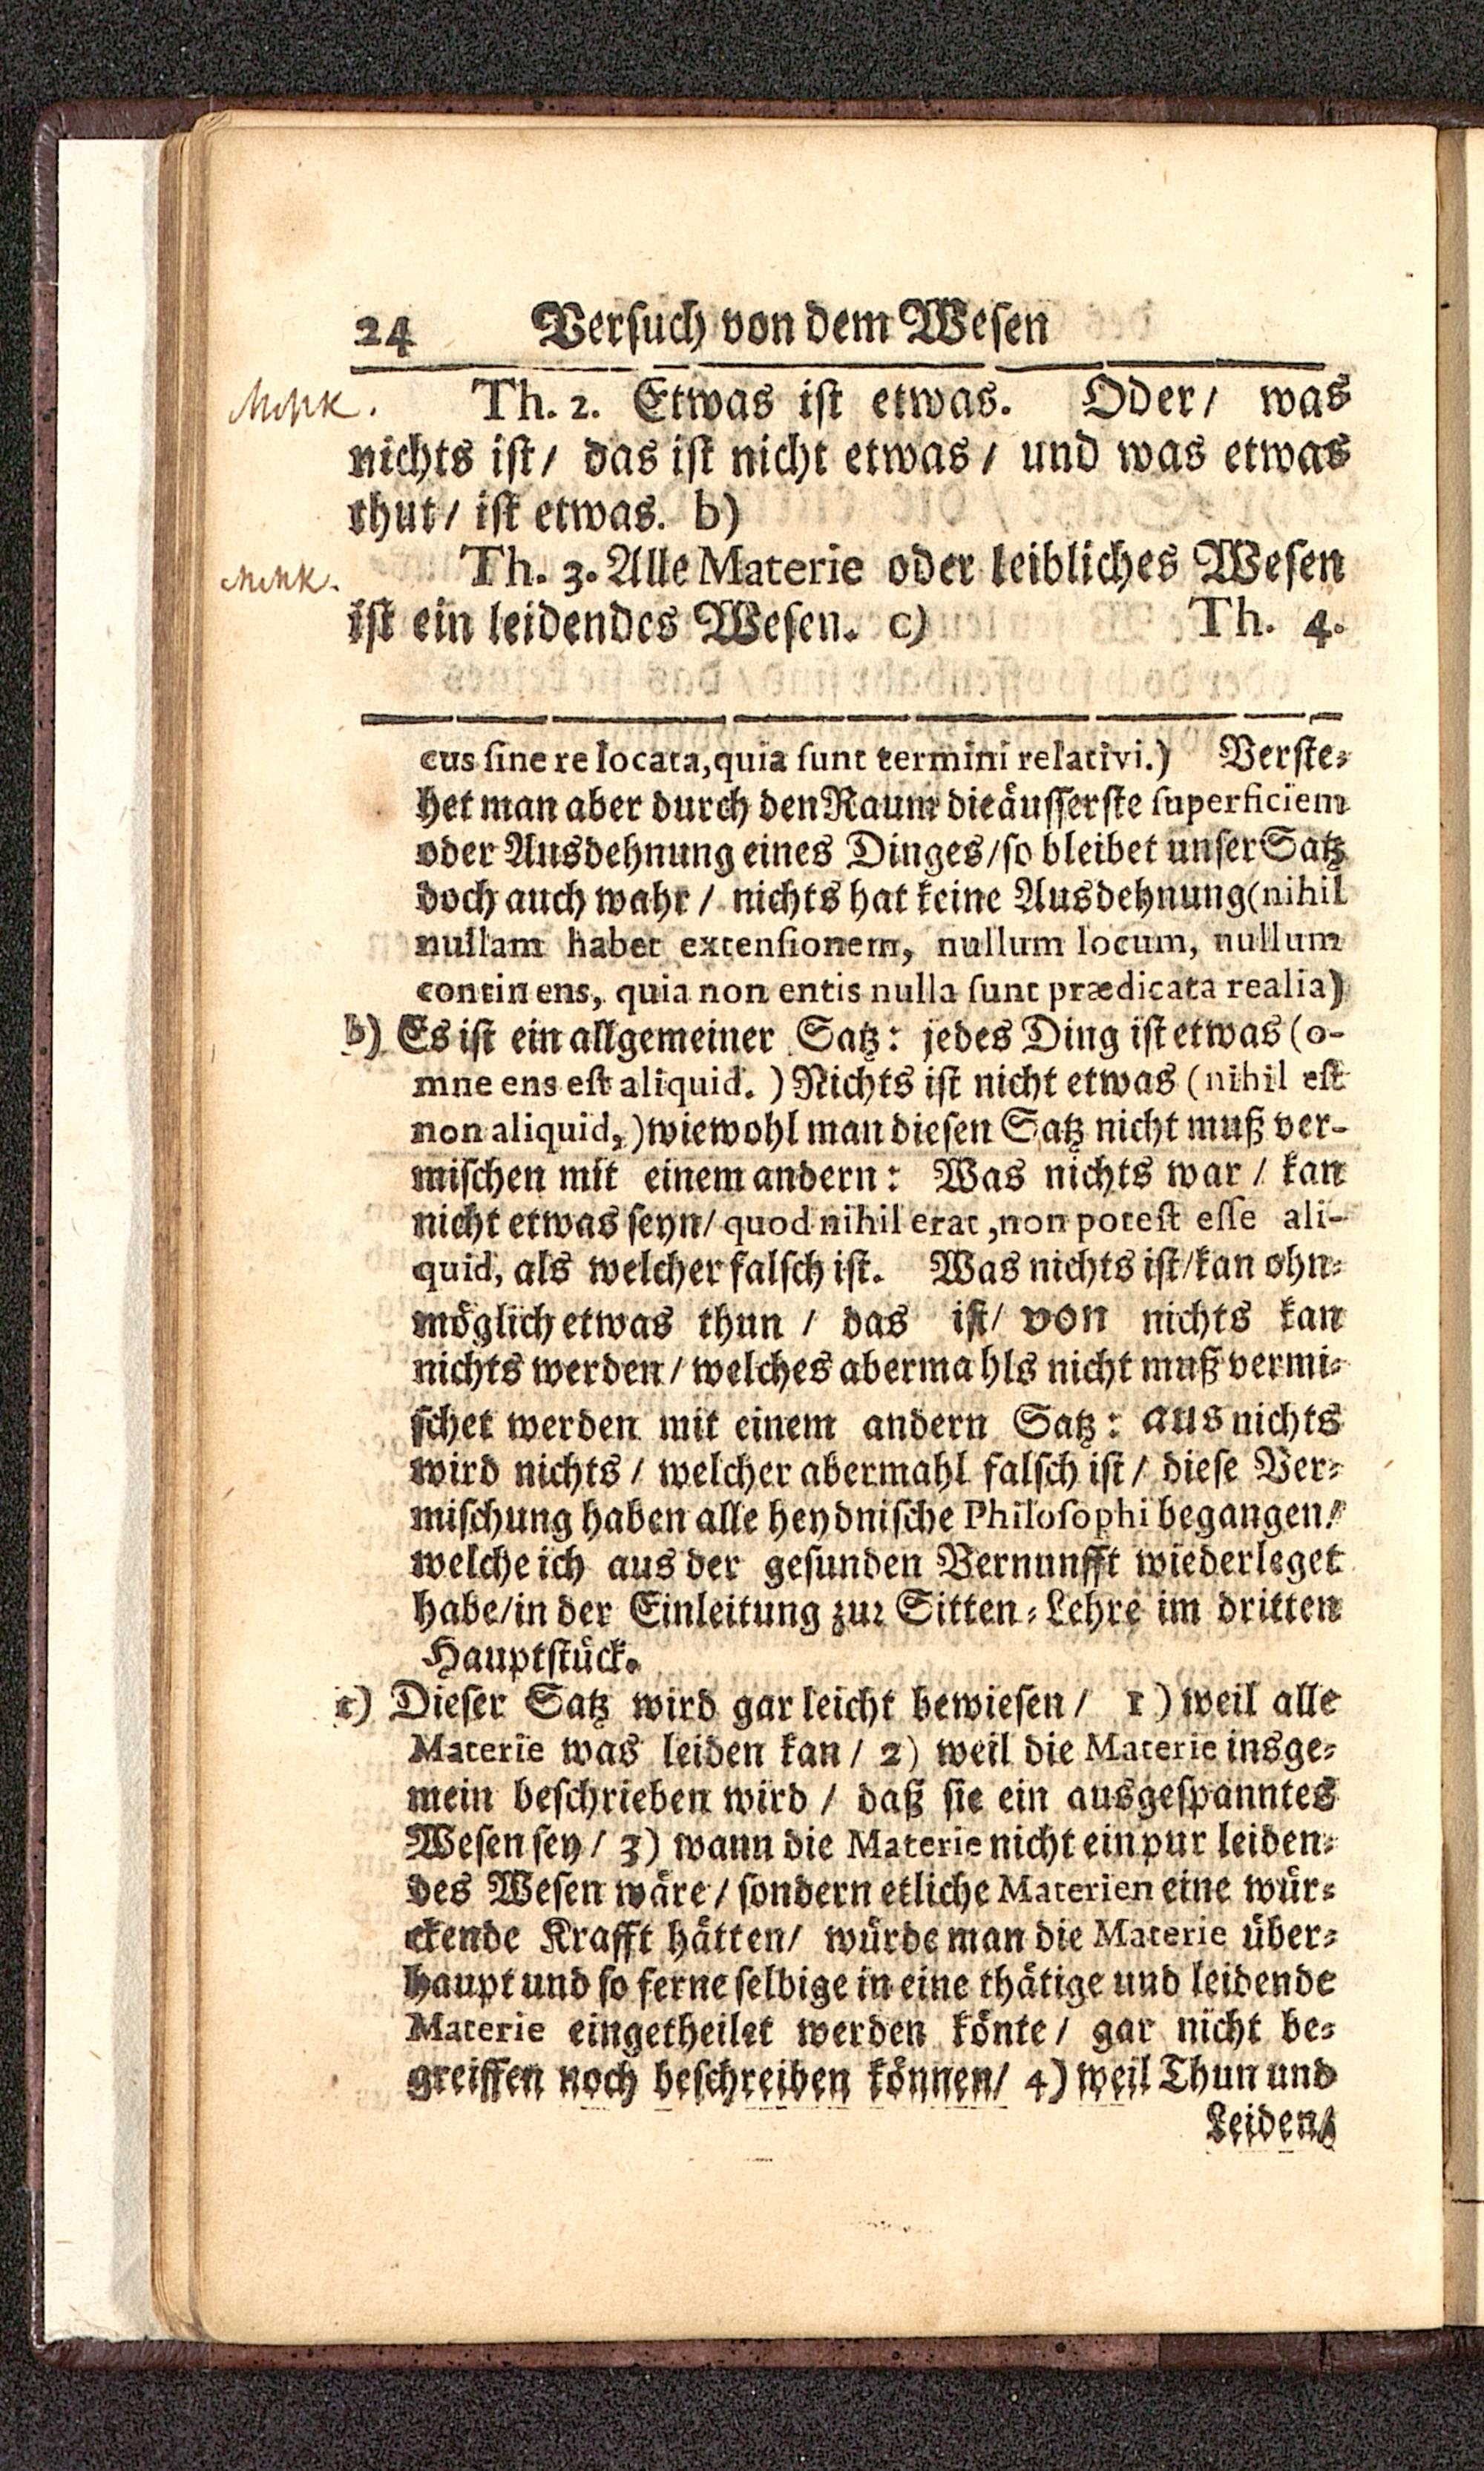 24 Versuch von dem Wesen
Th. 2. Etwas ist etwas. Oder/ was
nichts ist/ das ist nicht etwas/ und was etwas
thut/ ist etwas. b)
Th. 3. Alle Materie oder leibliches Wesen
ist ein leidendes Wesen. c) Th. 4.
cus sine re locata, quia sunt termini relativi.) Verste-
het man aber durch den Raum die äusserste superficiem
oder Ausdehnung eines Dinges/ so bleibet unser Satz
doch auch wahr/ nichts hat keine Ausdehnung (nihil
nullam habet extensionem, nullum locum, nullum
continens, quia non entis nulla sunt prædicata realia)
b) Es ist ein allgemeiner Satz: jedes Ding ist etwas (o-
mne ens est aliquid.) Nichts ist nicht etwas (nihil est
non aliquid,) wiewohl man diesen Satz nicht muß ver-
mischen mit einem andern: Was nichts war/ kan
nicht etwas seyn/ quod nihil erat, non potest esse ali-
quid, als welcher falsch ist. Was nichts ist/ kan ohn-
möglich etwas thun/ das ist/ von nichts kan
nichts werden/ welches abermahls nicht muß vermi-
schet werden mit einem andern Satz: aus nichts
wird nichts/ welcher abermahl falsch ist/ diese Ver-
mischung haben alle heydnische Philosophi begangen/
welche ich aus der gesunden Vernunfft wiederleget
habe/ in der Einleitung zur Sitten-Lehre im dritten
Hauptstück.
c) Dieser Satz wird gar leicht bewiesen/ 1) weil alle
Materie was leiden kan/ 2) weil die Materie insge-
mein beschrieben wird/ daß sie ein ausgespanntes
Wesen sey/ 3) wann die Materie nicht ein pur leiden-
des Wesen wäre/ sondern etliche Materien eine wür-
ckende Krafft hätten/ würde man die Materie über-
haupt und so ferne selbige in eine thätige und leidende
Materie eingetheilet werden könte/ gar nicht be-
greiffen noch beschreiben können/ 4) weil Thun und
Leiden/